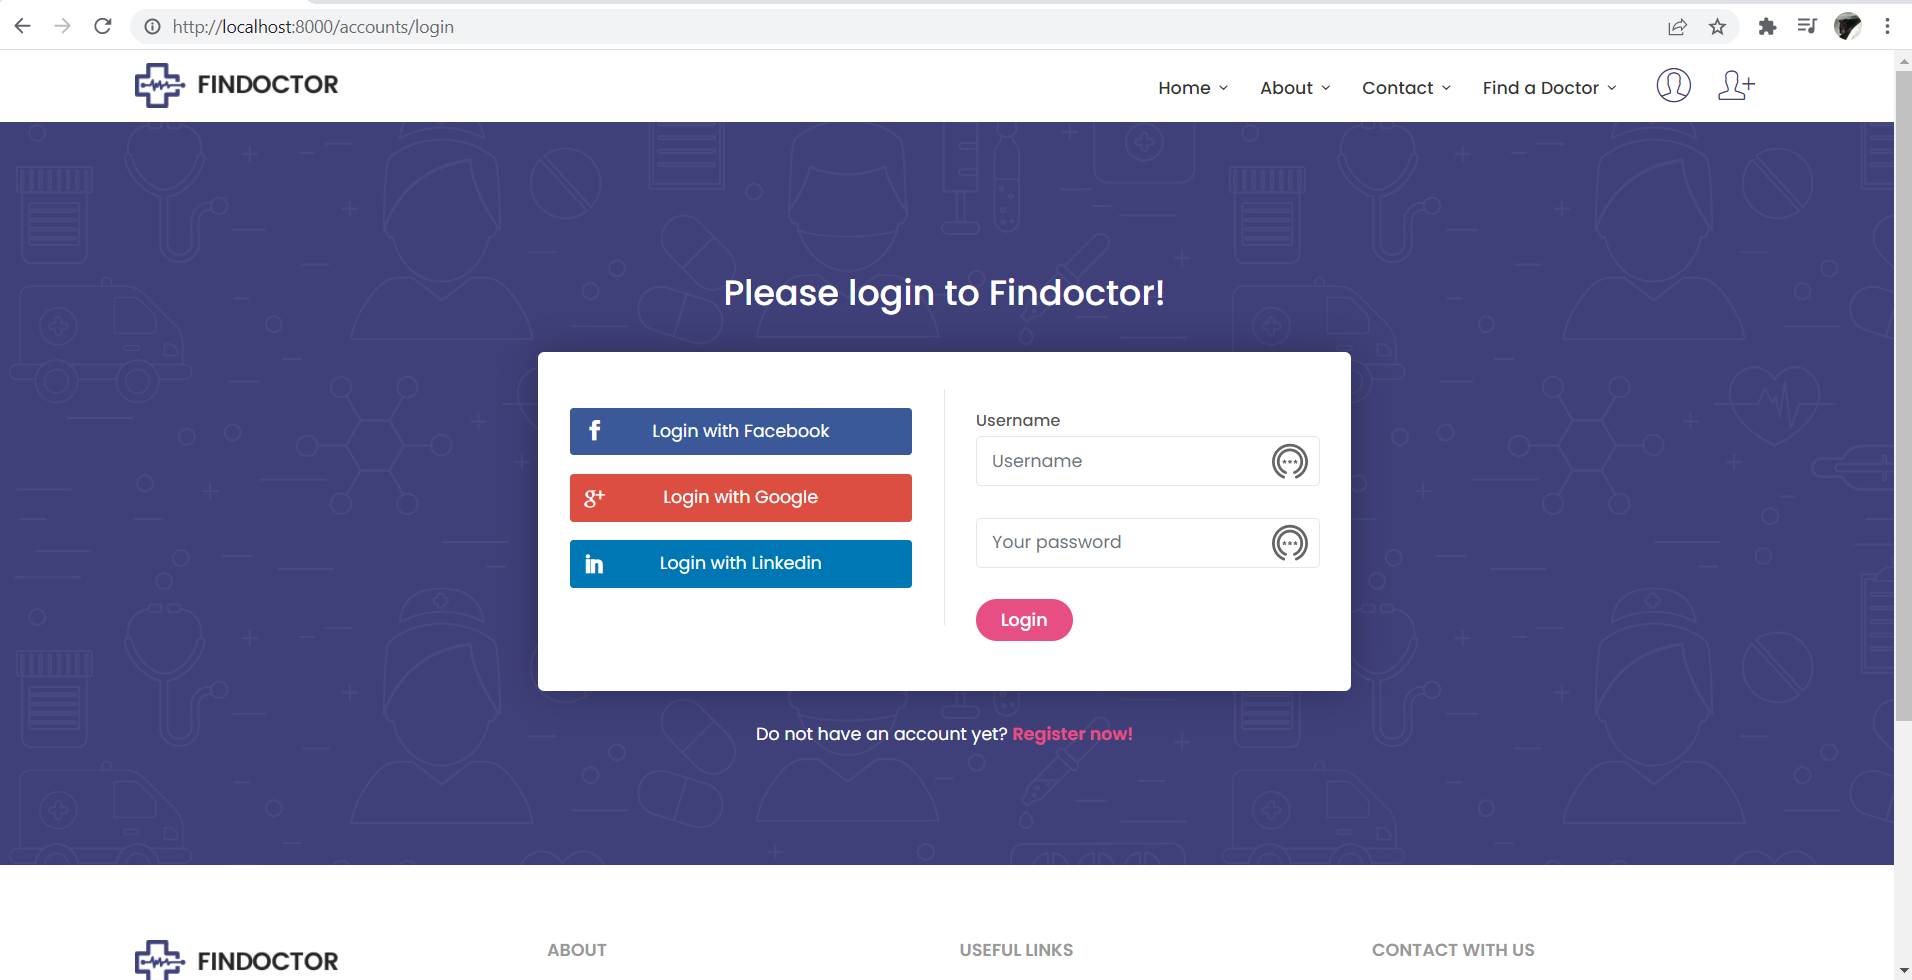 http://localhost:8000/accounts/login
FINDOCTOR
Home
About
Contact
Find a Doctor
Please login to Findoctor!
Login with Facebook
g+ Login with Google
in Login with Linkedin
Username
Username
Your password
Login
Do not have an account yet? Register now!
FINDOCTOR
ABOUT
USEFUL LINKS
CONTACT WITH US